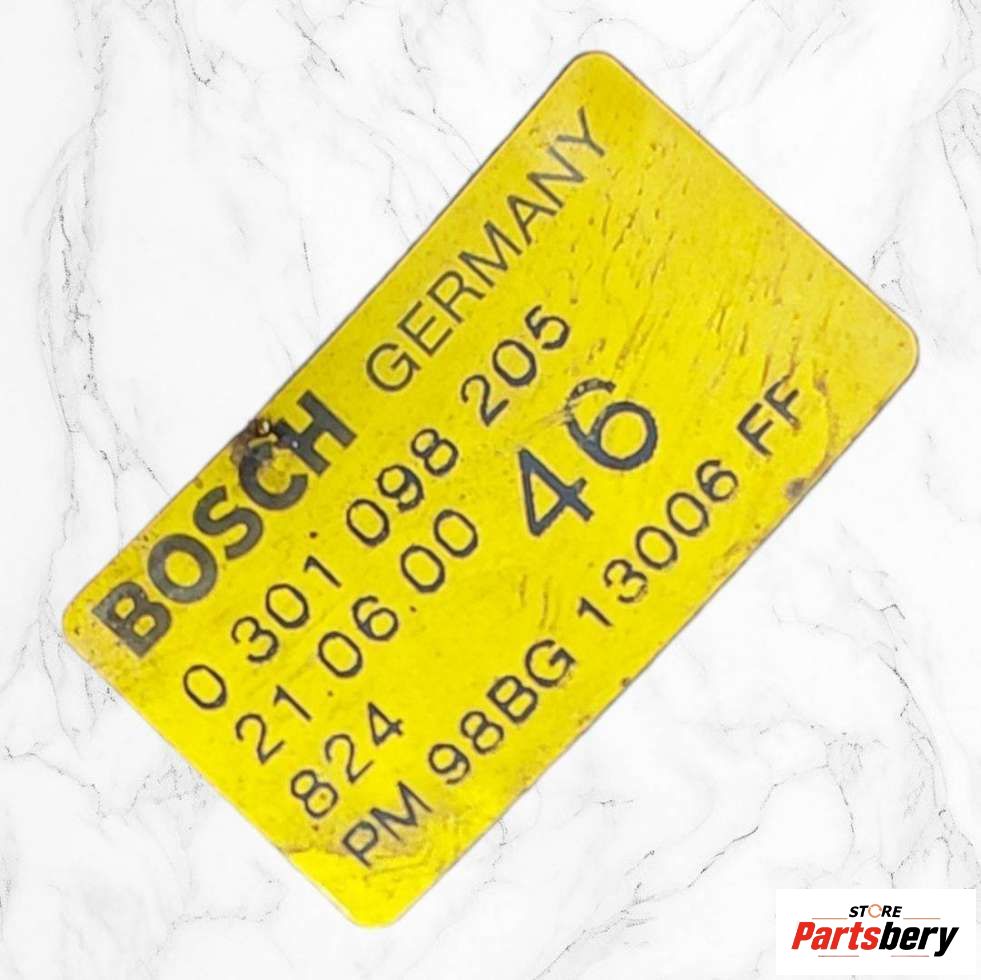 BOSCH GERMANY
0 301 098 205
21 06.00 46
824
PM 98BG 13006 FF
STORE
Partsbery